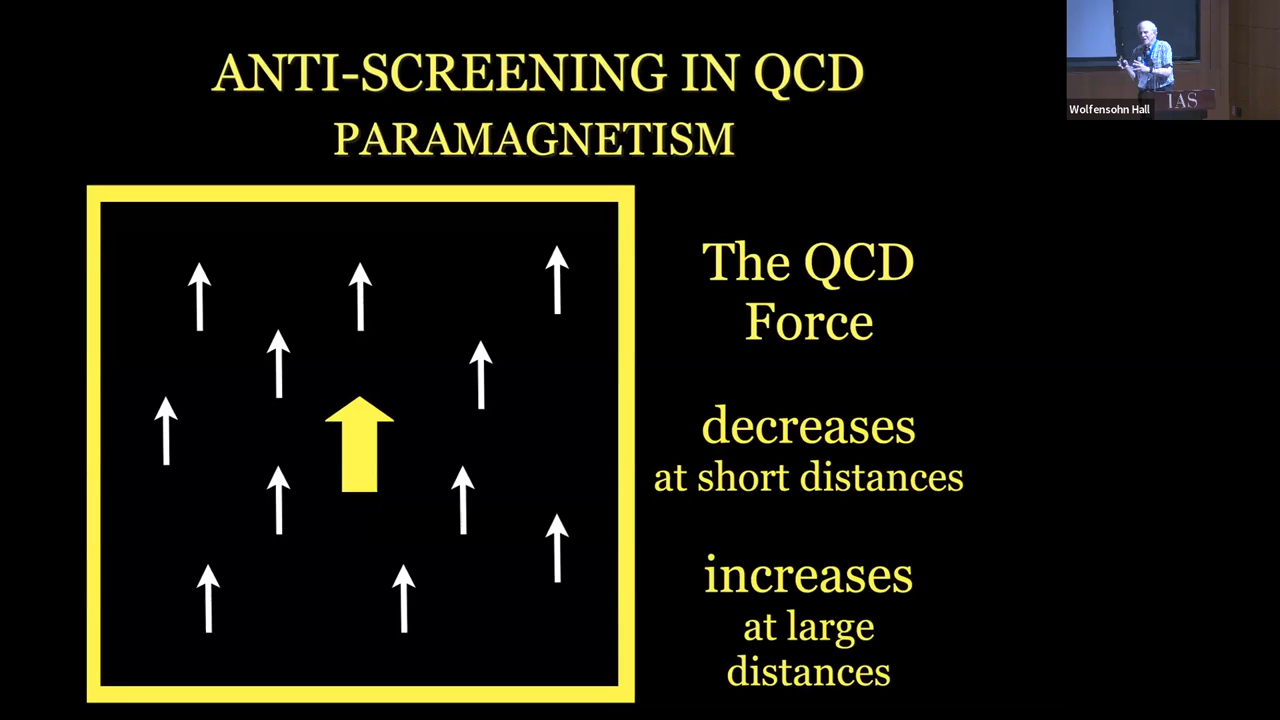 ANTI-SCREENING IN QCD
PARAMAGNETISM
The QCD
Force
decreases
at short distances
increases
at large
distances
Wolfensohn Hall
IAS